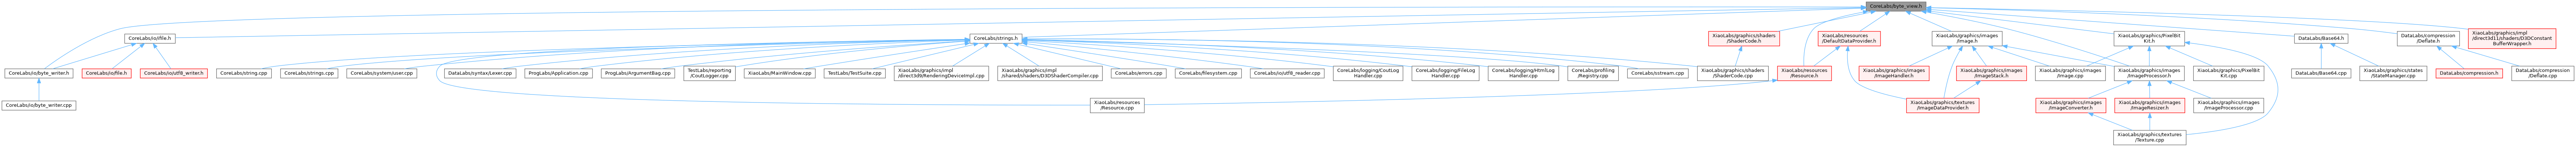 CoreLabs/byte_view.h
CoreLabs/io/ifile.h
CoreLabs/strings.h
XiaoLabs/graphics/shaders
/ShaderCode.h
XiaoLabs/resources
/DefaultDataProvider.h
XiaoLabs/graphics/images
/Image.h
XiaoLabs/graphics/PixelBit
Kit.h
DataLabs/Base64.h
DataLabs/compression
/Deflate.h
XiaoLabs/graphics/impl
/direct3d11/shaders/D3DConstant
BufferWrapper.h
CoreLabs/io/byte_writer.h
CoreLabs/io/file.h
CoreLabs/io/utf8_writer.h
CoreLabs/string.cpp
CoreLabs/strings.cpp
CoreLabs/system/user.cpp
DataLabs/syntax/Lexer.cpp
ProgLabs/Application.cpp
ProgLabs/ArgumentBag.cpp
TestLabs/reporting
/CoutLogger.cpp
XiaoLabs/MainWindow.cpp
TestLabs/TestSuite.cpp
XiaoLabs/graphics/impl
/direct3d9/RenderingDeviceImpl.cpp
XiaoLabs/graphics/impl
/shared/shaders/D3DShaderCompiler.cpp
CoreLabs/errors.cpp
CoreLabs/filesystem.cpp
CoreLabs/io/utf8_reader.cpp
CoreLabs/logging/CoutLog
Handler.cpp
CoreLabs/logging/FileLog
Handler.cpp
CoreLabs/logging/HtmlLog
Handler.cpp
CoreLabs/profiling
/Registry.cpp
CoreLabs/sstream.cpp
XiaoLabs/graphics/shaders
/ShaderCode.cpp
XiaoLabs/resources
/Resource.h
XiaoLabs/graphics/images
/ImageHandler.h
XiaoLabs/graphics/images
/ImageStack.h
XiaoLabs/graphics/images
/Image.cpp
XiaoLabs/graphics/images
/ImageProcessor.h
XiaoLabs/graphics/PixelBit
Kit.cpp
DataLabs/Base64.cpp
XiaoLabs/graphics/states
/StateManager.cpp
DataLabs/compression.h
DataLabs/compression
/Deflate.cpp
CoreLabs/io/byte_writer.cpp
XiaoLabs/resources
/Resource.cpp
XiaoLabs/graphics/textures
/ImageDataProvider.h
XiaoLabs/graphics/images
/ImageConverter.h
XiaoLabs/graphics/images
/ImageResizer.h
XiaoLabs/graphics/images
/ImageProcessor.cpp
XiaoLabs/graphics/textures
/Texture.cpp